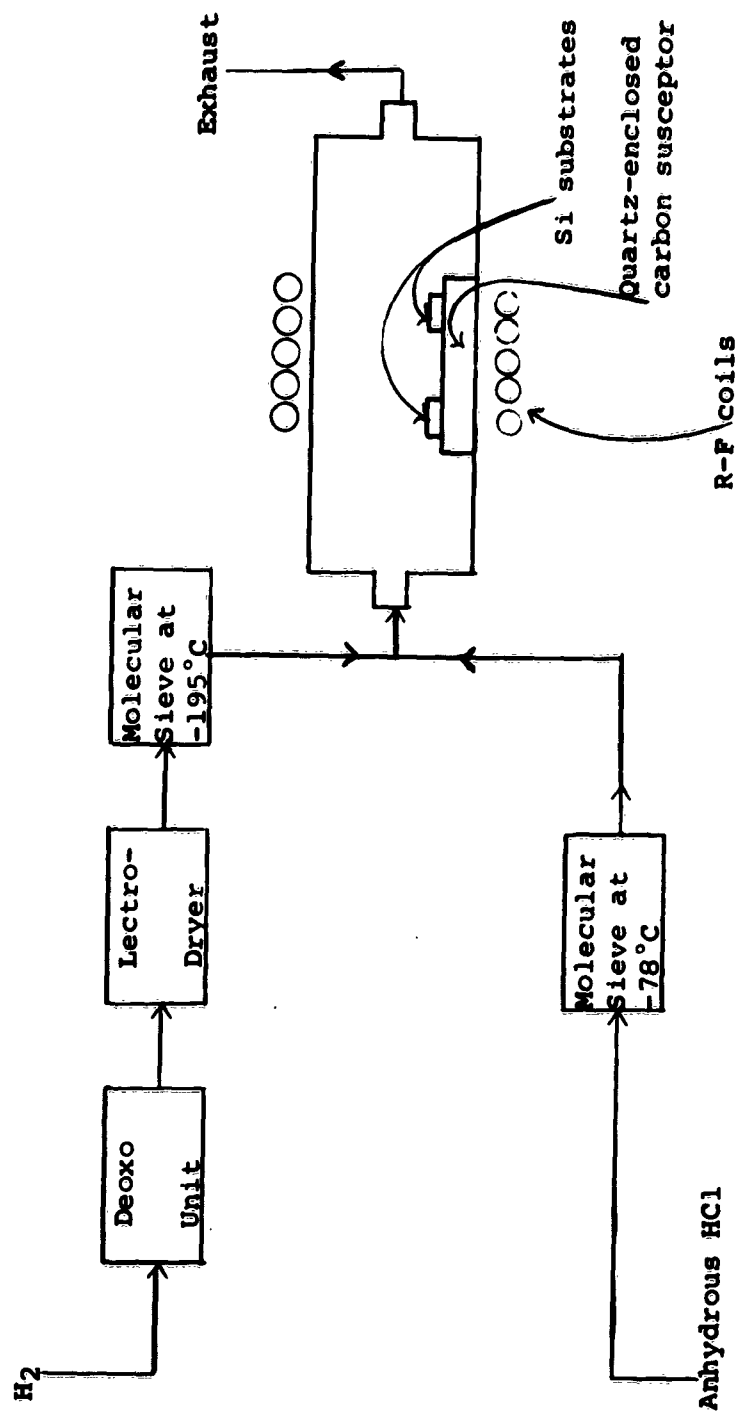 H2
Deoxo
Unit
Lectro-
Dryer
Molecular
Sieve at
-195°C
Exhaust
Anhydrous HCl
Molecular
Sieve at
-78°C
R-F coils
Si substrates
Quartz-enclosed
carbon susceptor